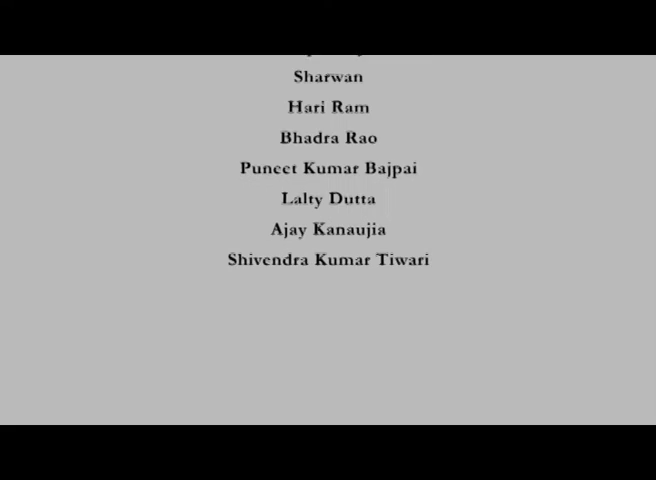 Sharwan
Hari Ram
Bhadra Rao
Puneet Kumar Bajpai
Lalty Dutta
Ajay Kanaujia
Shivendra Kumar Tiwari